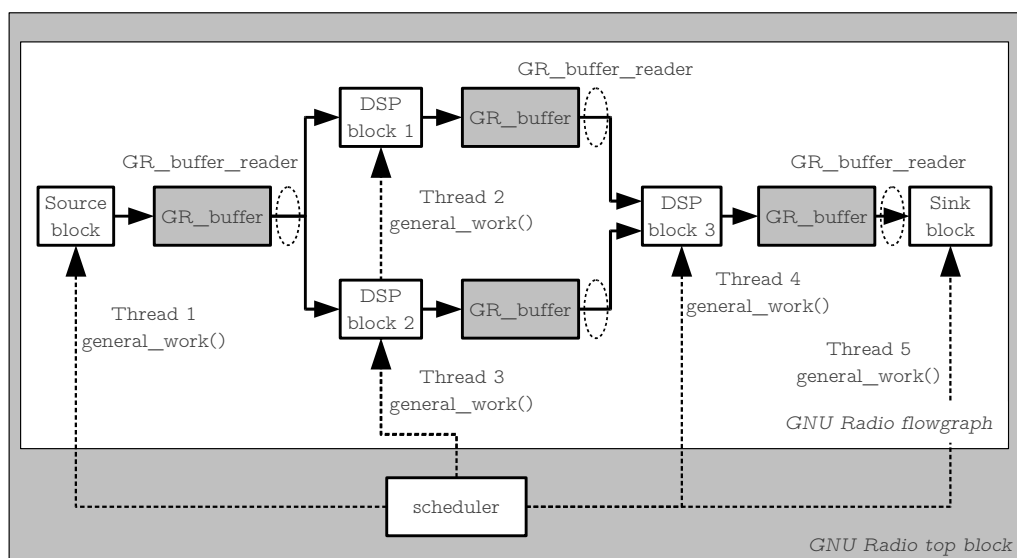 GR_buffer_reader
DSP
block 1
GR_buffer
GR_buffer_reader
GR_buffer_reader
Source
block
GR_buffer
Thread 2
general_work()
DSP
block 3
GR_buffer
Sink
block
DSP
block 2
GR_buffer
Thread 1
general_work()
Thread 4
general_work()
Thread 3
general_work()
Thread 5
general_work()
GNU Radio flowgraph
scheduler
GNU Radio top block